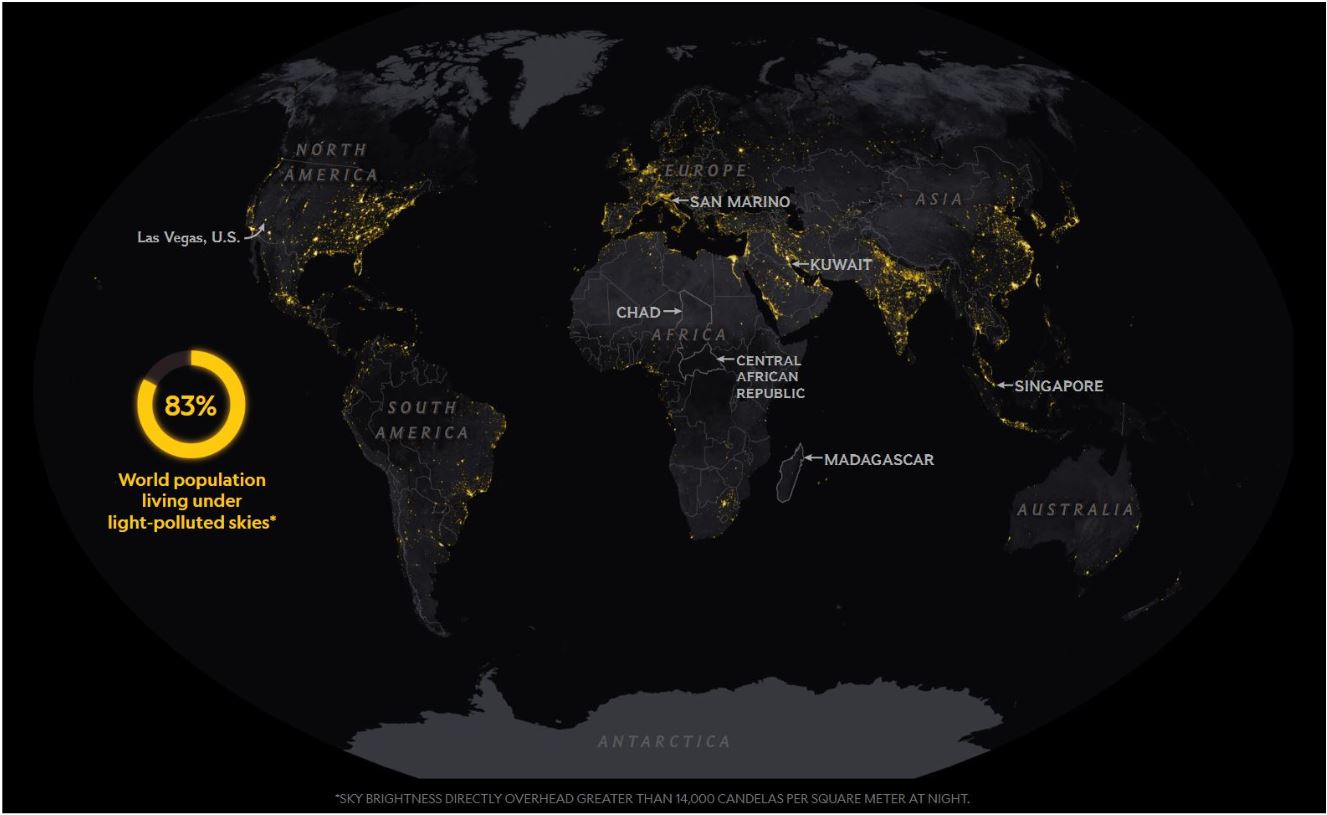 NORTH
AMERICA
EUROPE
ASIA
SAN MARINO
Las Vegas, U.S.
KUWAIT
CHAD
AFRICA
CENTRAL
AFRICAN
REPUBLIC
SINGAPORE
83%
SOUTH
AMERICA
MADAGASCAR
World population
living under
light-polluted skies*
AUSTRALIA
ANTARCTICA
*SKY BRIGHTNESS DIRECTLY OVERHEAD GREATER THAN 14,000 CANDELAS PER SQUARE METER AT NIGHT.